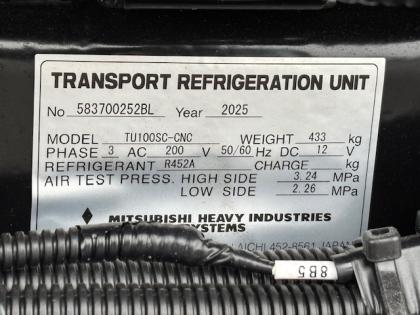 TRANSPORT REFRIGERATION UNIT
No 583700252BL Year 2025
MODEL TU100SC-CNC WEIGHT 433 kg
PHASE 3 AC 200 V 50/60 Hz DC 12 V
REFRIGERANT R452A CHARGE kg
AIR TEST PRESS. HIGH SIDE 3.24 MPa
LOW SIDE 2.26 MPa
MITSUBISHI HEAVY INDUSTRIES
SYSTEMS
AICHI 452-8561 JAPAN
8B5